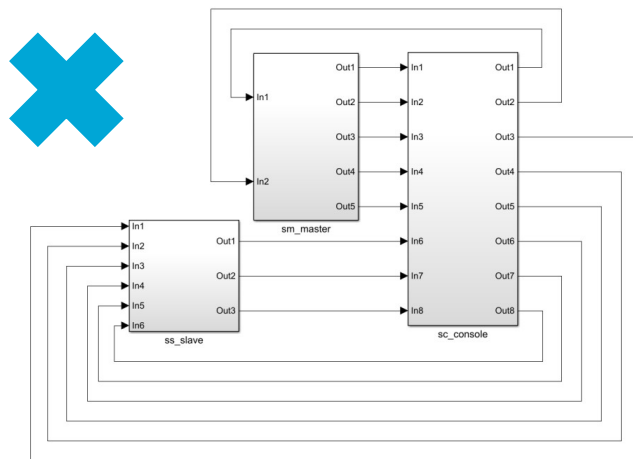 In1
In2
Out1
Out2
Out3
Out4
Out5
sm_master
In1
In2
In3
In4
In5
In6
In7
In8
Out1
Out2
Out3
Out4
Out5
Out6
Out7
Out8
sc_console
In1
In2
In3
In4
In5
In6
Out1
Out2
Out3
ss_slave